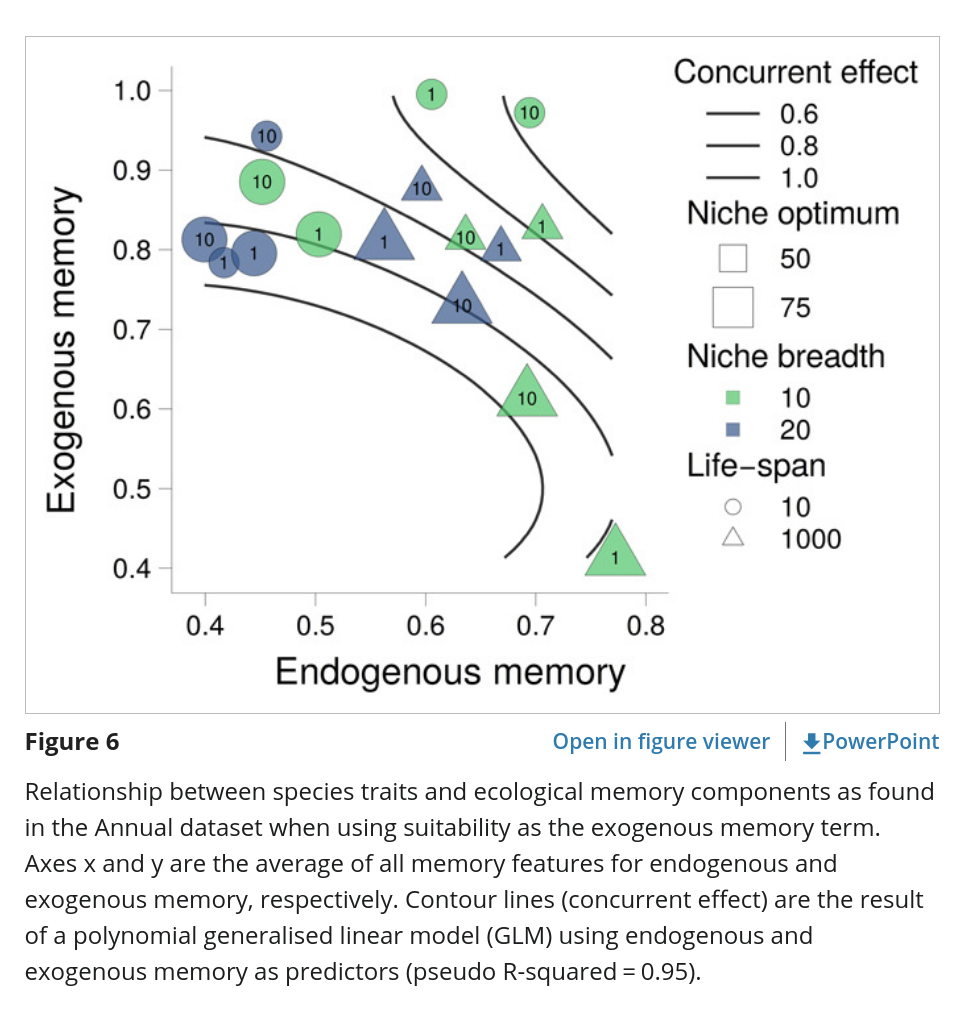 1.0
0.9
0.8
0.7
0.6
0.5
0.4
Exogenous memory
0.4 0.5 0.6 0.7 0.8
Endogenous memory
1
10
10
10
10
10
1
1
10
1
1
10
1
1
10
10
1
Concurrent effect
0.6
0.8
1.0
Niche optimum
50
75
Niche breadth
10
20
Life−span
10
1000
Figure 6
Open in figure viewer PowerPoint
Relationship between species traits and ecological memory components as found
in the Annual dataset when using suitability as the exogenous memory term.
Axes x and y are the average of all memory features for endogenous and
exogenous memory, respectively. Contour lines (concurrent effect) are the result
of a polynomial generalised linear model (GLM) using endogenous and
exogenous memory as predictors (pseudo R-squared = 0.95).